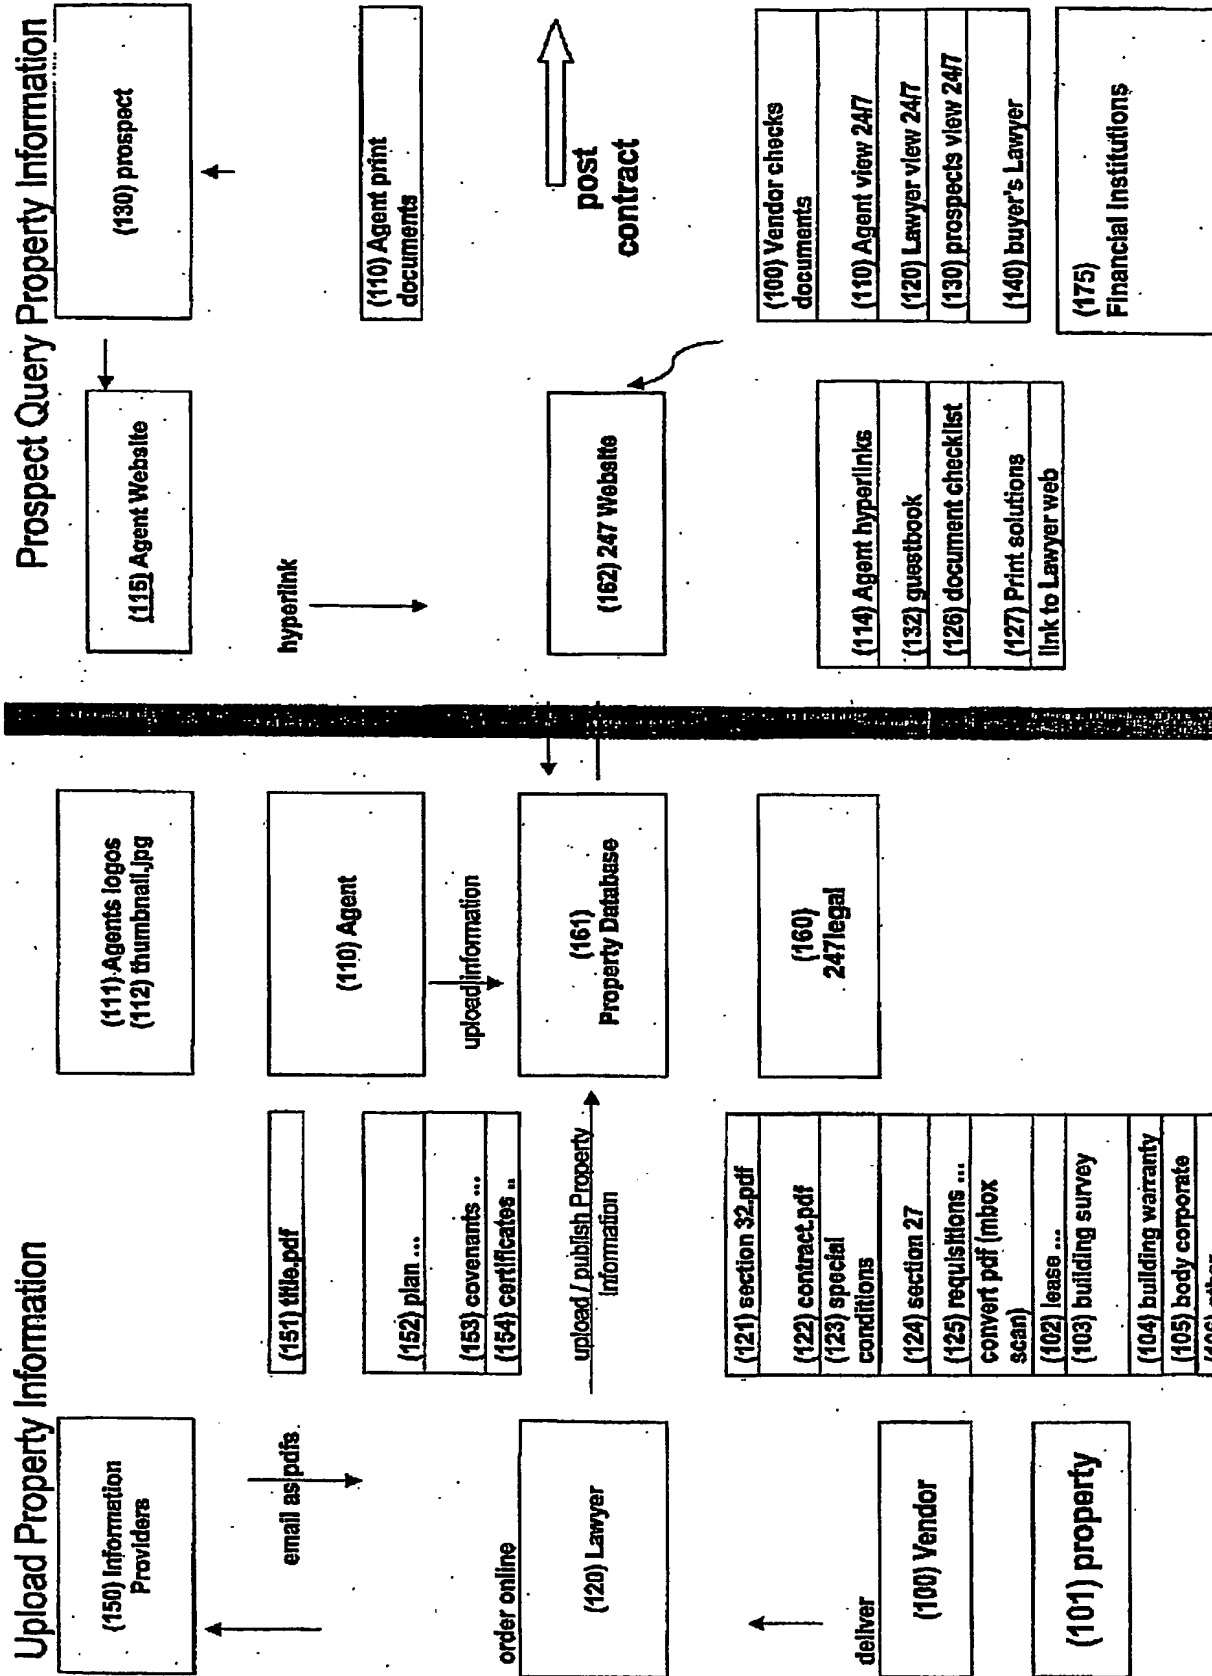 Upload Property Information
(150) Information
Providers
email as pdfs
order online
(120) Lawyer
deliver
(100) Vendor
(101) property
(151) title.pdf
(152) plan ...
(153) covenants ...
(154) certificates ..
upload / publish Property
Information
(121) section 32.pdf
(122) contract.pdf
(123) special
conditions
(124) section 27
(125) requisitions ...
convert pdf (mbox
scan)
(102) lease ...
(103) building survey
(104) building warranty
(105) body corporate
(111) Agents logos
(112) thumbnail.jpg
(110) Agent
upload information
(161)
Property Database
(160)
247legal
Prospect Query Property Information
(115) Agent Website
hyperlink
(162) 247 Website
(114) Agent hyperlinks
(132) guestbook
(126) document checklist
(127) Print solutions
link to Lawyer web
(130) prospect
(110) Agent print
documents
post
contract
(100) Vendor checks
documents
(110) Agent view 24/7
(120) Lawyer view 24/7
(130) prospects view 24/7
(140) buyer's Lawyer
(175)
Financial Institutions